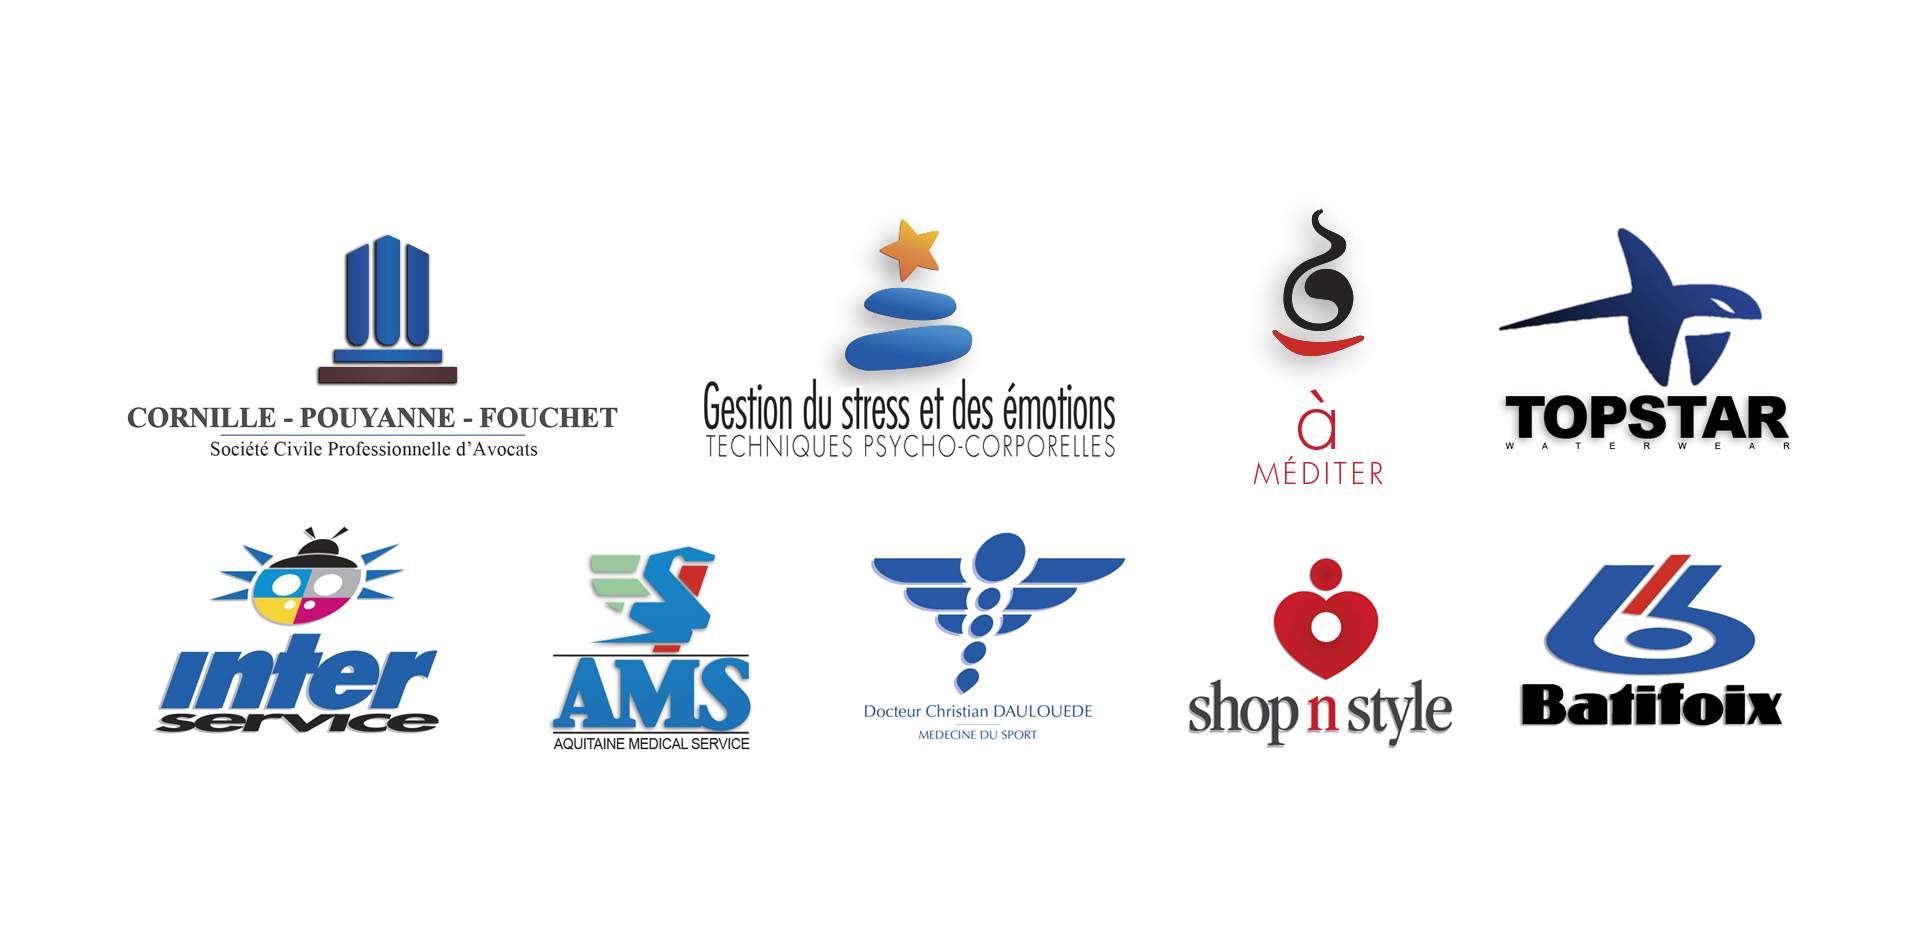 CORNILLE - POUYANNE - FOUCHET
Société Civile Professionnelle d'Avocats
Gestion du stress et des émotions
TECHNIQUES PSYCHO-CORPORELLES
à
MÉDITER
TOPSTAR
WATERWEAR
inter
service
AMS
AQUITAINE MEDICAL SERVICE
Docteur Christian DAULOUEDE
MEDECINE DU SPORT
shop n style
Batifoix